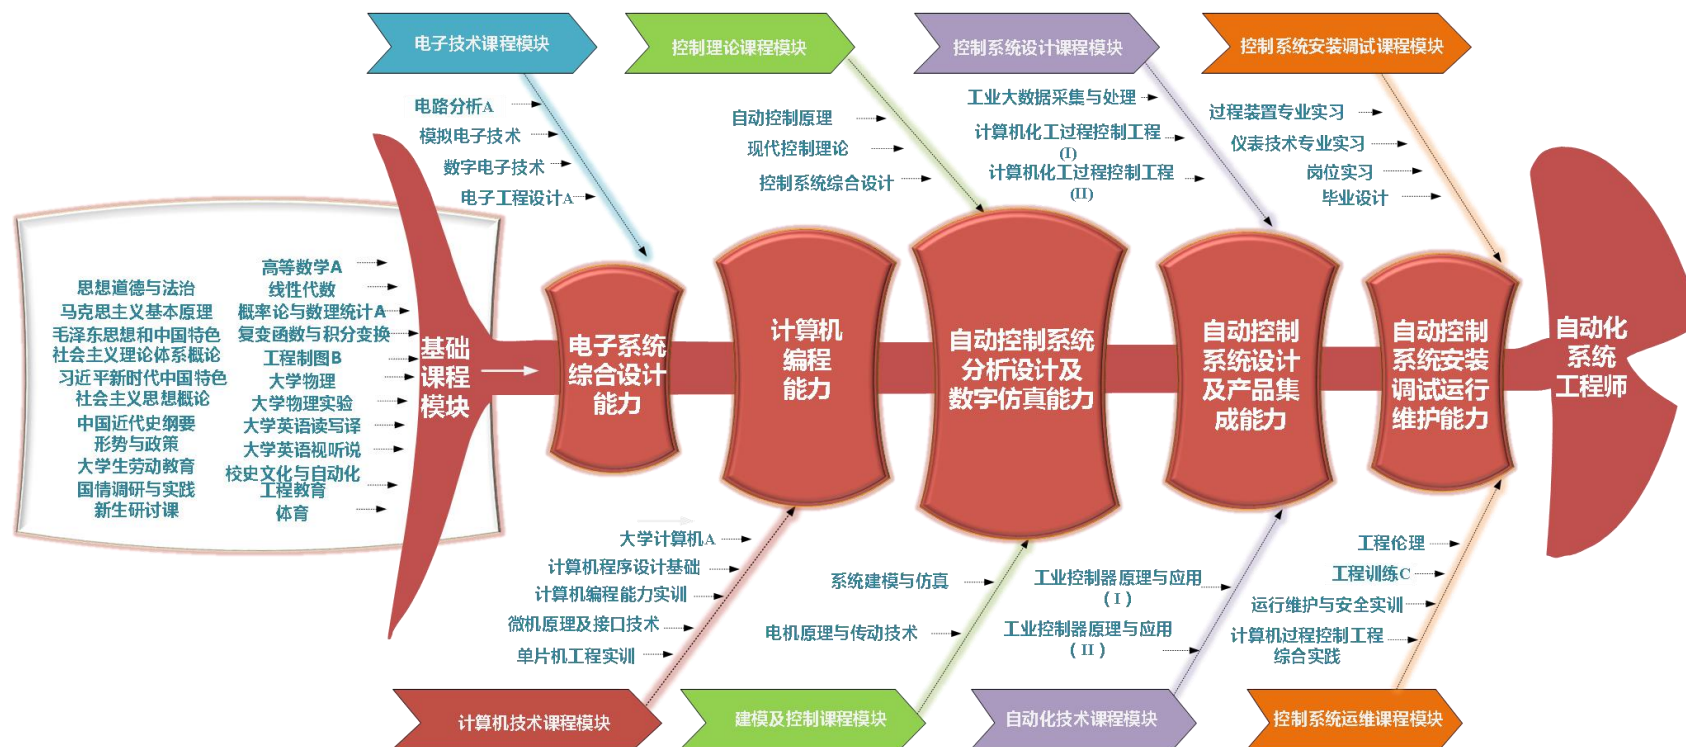 电子技术课程模块
控制理论课程模块
控制系统设计课程模块
控制系统安装调试课程模块
电路分析A
模拟电子技术
数字电子技术
电子工程设计A
自动控制原理
现代控制理论
控制系统综合设计
工业大数据采集与处理
计算机化工过程控制工程
(I)
计算机化工过程控制工程
(II)
过程装置专业实习
仪表技术专业实习
岗位实习
毕业设计
思想道德与法治
马克思主义基本原理
毛泽东思想和中国特色
社会主义理论体系概论
习近平新时代中国特色
社会主义思想概论
中国近代史纲要
形势与政策
大学生劳动教育
国情调研与实践
新生研讨课
高等数学A
线性代数
概率论与数理统计A
复变函数与积分变换
工程制图B
大学物理
大学物理实验
大学英语读写译
大学英语视听说
校史文化与自动化
工程教育
体育
基础
课程
模块
电子系统
综合设计
能力
计算机
编程
能力
自动控制系统
分析设计及
数字仿真能力
自动控制
系统设计
及产品集
成能力
自动控制
系统安装
调试运行
维护能力
自动化
系统
工程师
大学计算机A
计算机程序设计基础
计算机编程能力实训
微机原理及接口技术
单片机工程实训
系统建模与仿真
电机原理与传动技术
工业控制器原理与应用
(I)
工业控制器原理与应用
(II)
工程伦理
工程训练C
运行维护与安全实训
计算机过程控制工程
综合实践
计算机技术课程模块
建模及控制课程模块
自动化技术课程模块
控制系统运维课程模块